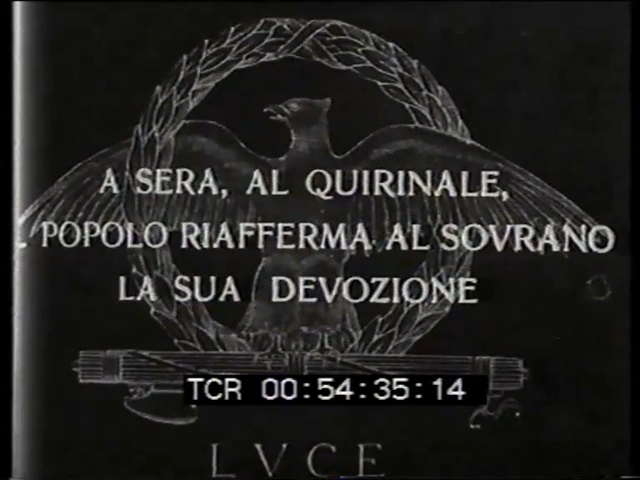 A SERA, AL QUIRINALE,
POPOLO RIAFFERMA AL SOVRANO
LA SUA DEVOZIONE
TCR 00:54:35:14
LVCE